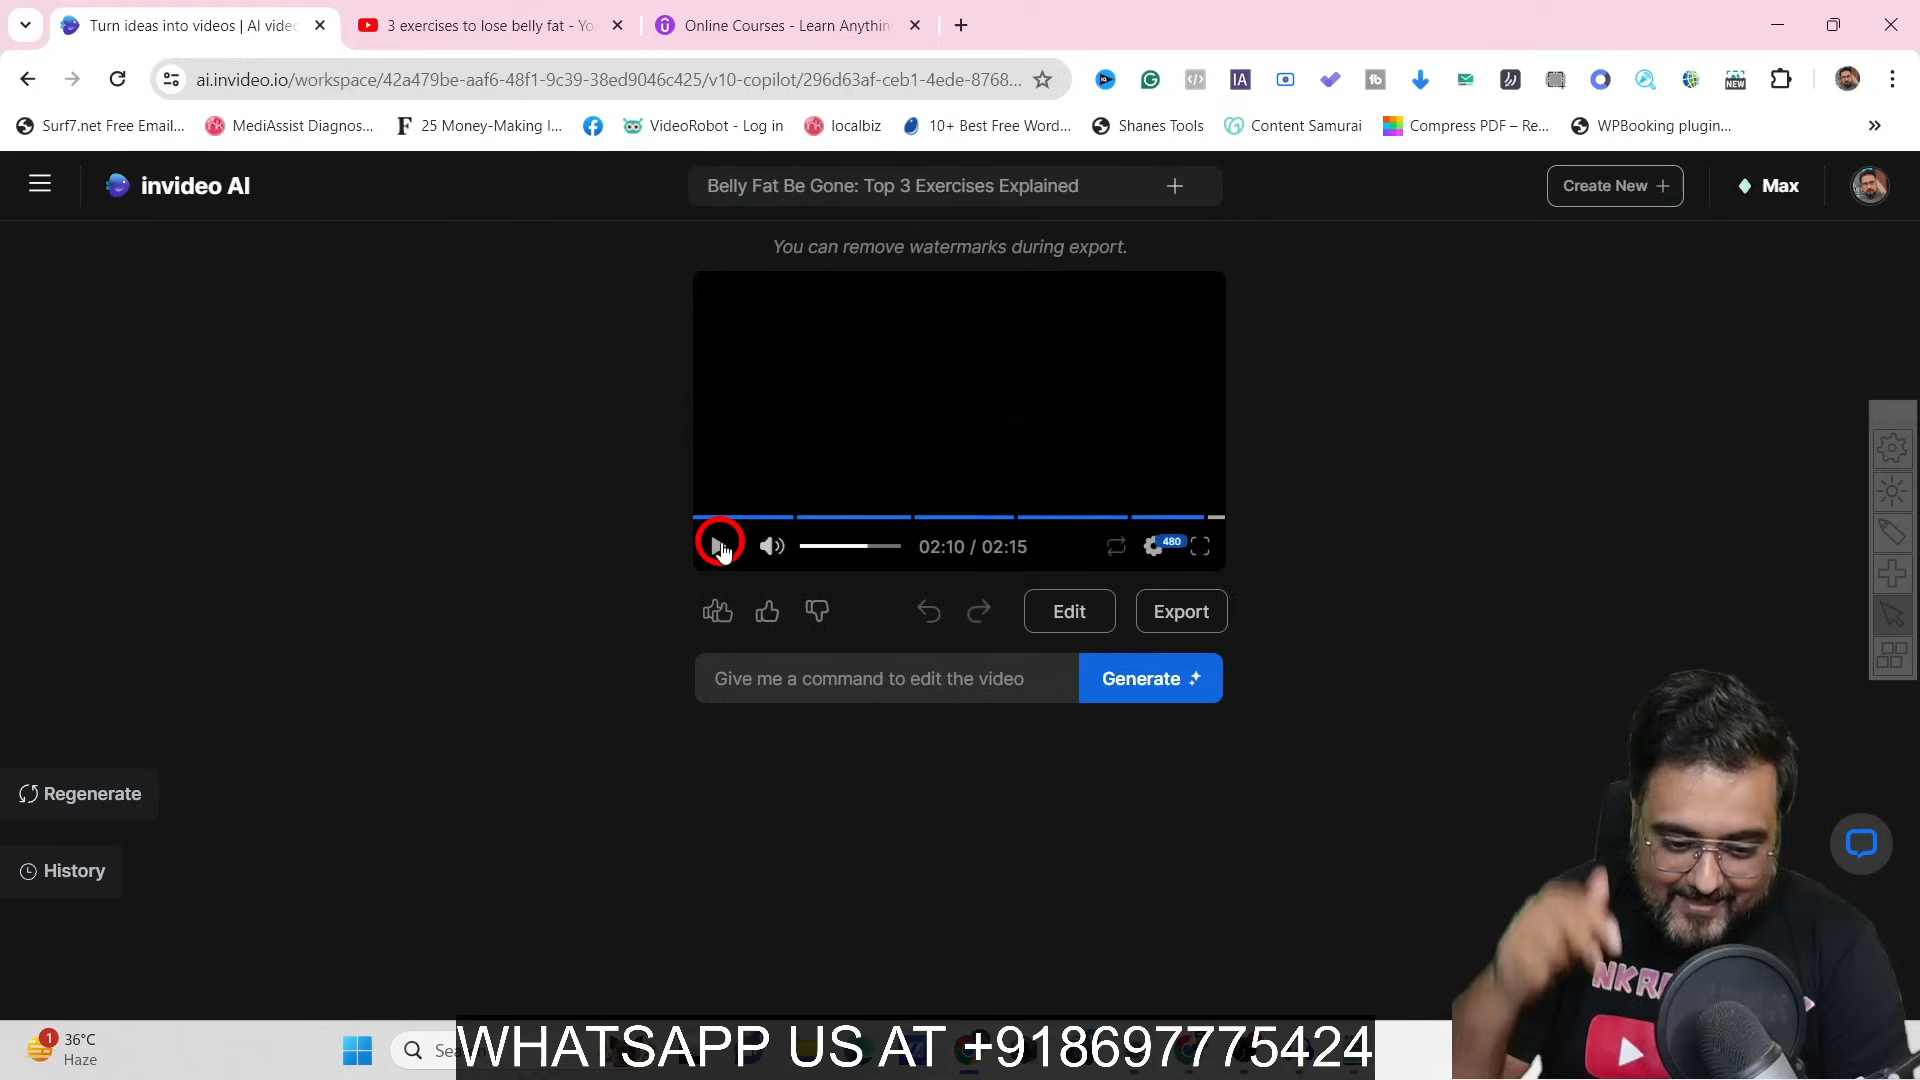 Turn ideas into videos | AI video
3 exercises to lose belly fat - Yo
Online Courses - Learn Anythin
ai.invideo.io/workspace/42a479be-aaf6-48f1-9c39-38ed9046c425/v10-copilot/296d63af-ceb1-4ede-8768...
IA
NEW
Surf7.net Free Email...
MediAssist Diagnos...
25 Money-Making I...
VideoRobot - Log in
localbiz
10+ Best Free Word...
Shanes Tools
Content Samurai
Compress PDF – Re...
WPBooking plugin...
invideo AI
Belly Fat Be Gone: Top 3 Exercises Explained
Create New
Max
You can remove watermarks during export.
02:10 / 02:15
480
Edit
Export
Give me a command to edit the video
Generate
Regenerate
History
1
36°C
Haze
WHATSAPP US AT +918697775424